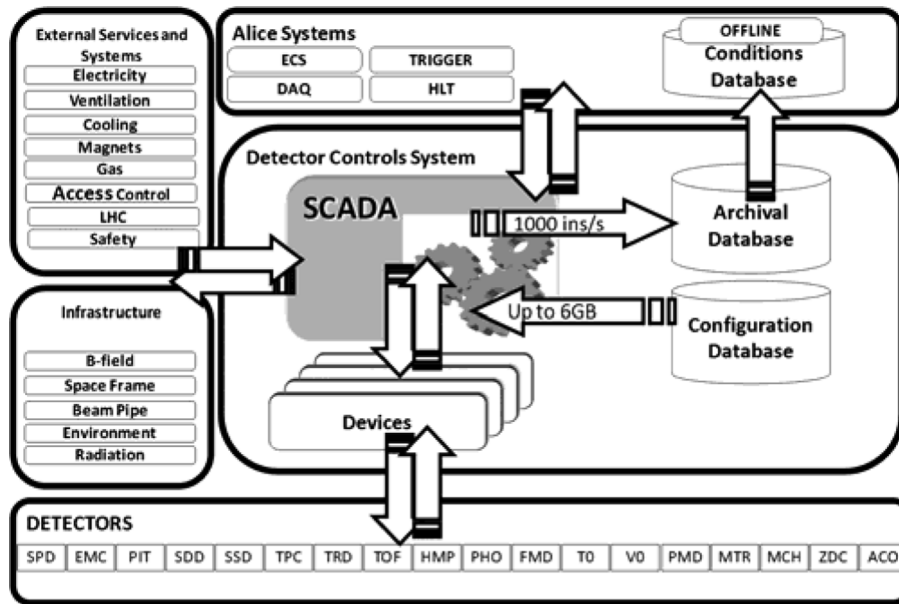 External Services and
Systems
Electricity
Ventilation
Cooling
Magnets
Gas
Access Control
LHC
Safety
Infrastructure
B-field
Space Frame
Beam Pipe
Environment
Radiation
Alice Systems
ECS
TRIGGER
DAQ
HLT
OFFLINE
Conditions
Database
Detector Controls System
SCADA
1000 ins/s
Archival
Database
Up to 6GB
Configuration
Database
Devices
DETECTORS
SPD EMC PIT SDD SSD TPC TRD TOF HMP PHO FMD T0 V0 PMD MTR MCH ZDC ACO